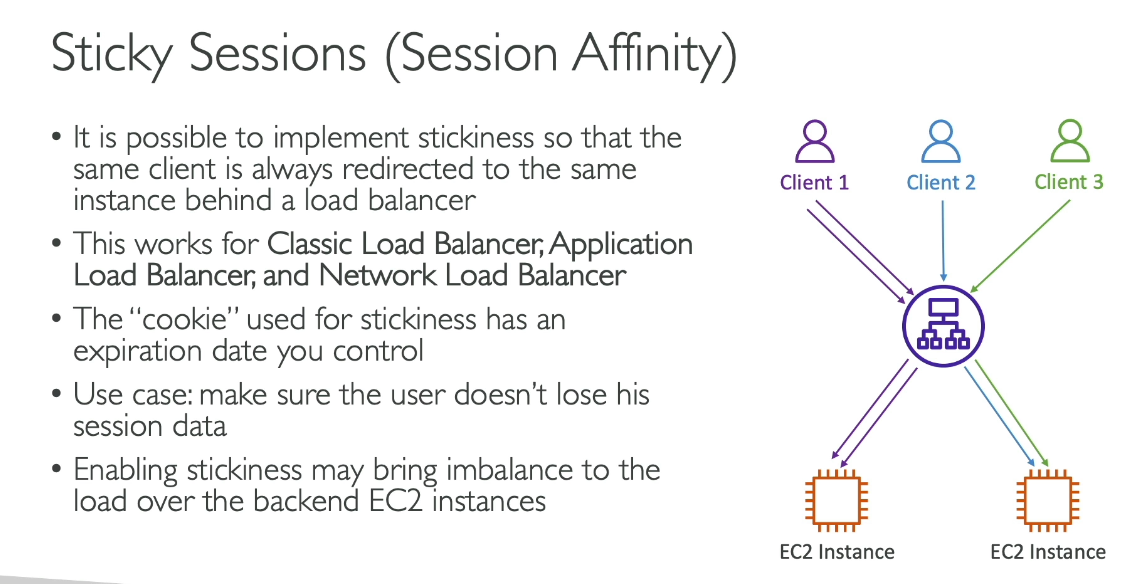 Sticky Sessions (Session Affinity)
• It is possible to implement stickiness so that the
same client is always redirected to the same
instance behind a load balancer
• This works for Classic Load Balancer, Application
Load Balancer, and Network Load Balancer
• The “cookie” used for stickiness has an
expiration date you control
• Use case: make sure the user doesn’t lose his
session data
• Enabling stickiness may bring imbalance to the
load over the backend EC2 instances
Client 1
Client 2
Client 3
EC2 Instance
EC2 Instance